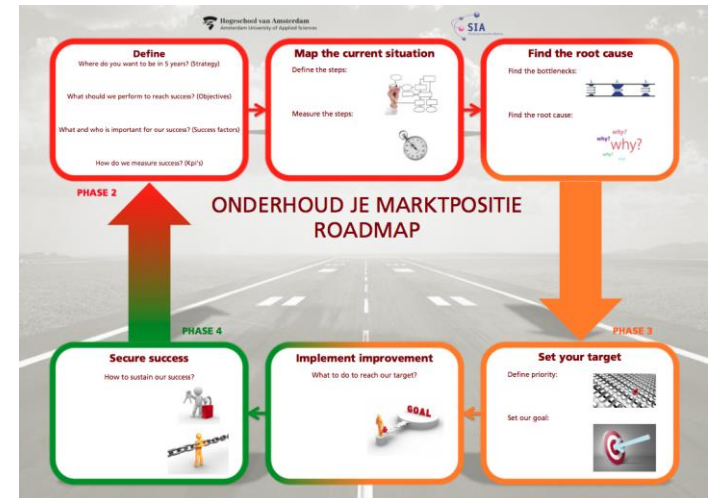 Hogeschool van Amsterdam
Amsterdam University of Applied Sciences
SIA
Define
Where do you want to be in 5 years? (Strategy)
What should we perform to reach success? (Objectives)
What and who is important for our success? (Success factors)
How do we measure success? (Kpi's)
Map the current situation
Define the steps:
Measure the steps:
Find the root cause
Find the bottlenecks:
Find the root cause:
why?
why?
why?
why?
PHASE 2
ONDERHOUD JE MARKTPOSITIE
ROADMAP
PHASE 4
PHASE 3
Secure success
How to sustain our success?
Implement improvement
What to do to reach our target?
GOAL
Set your target
Define priority:
Set our goal: